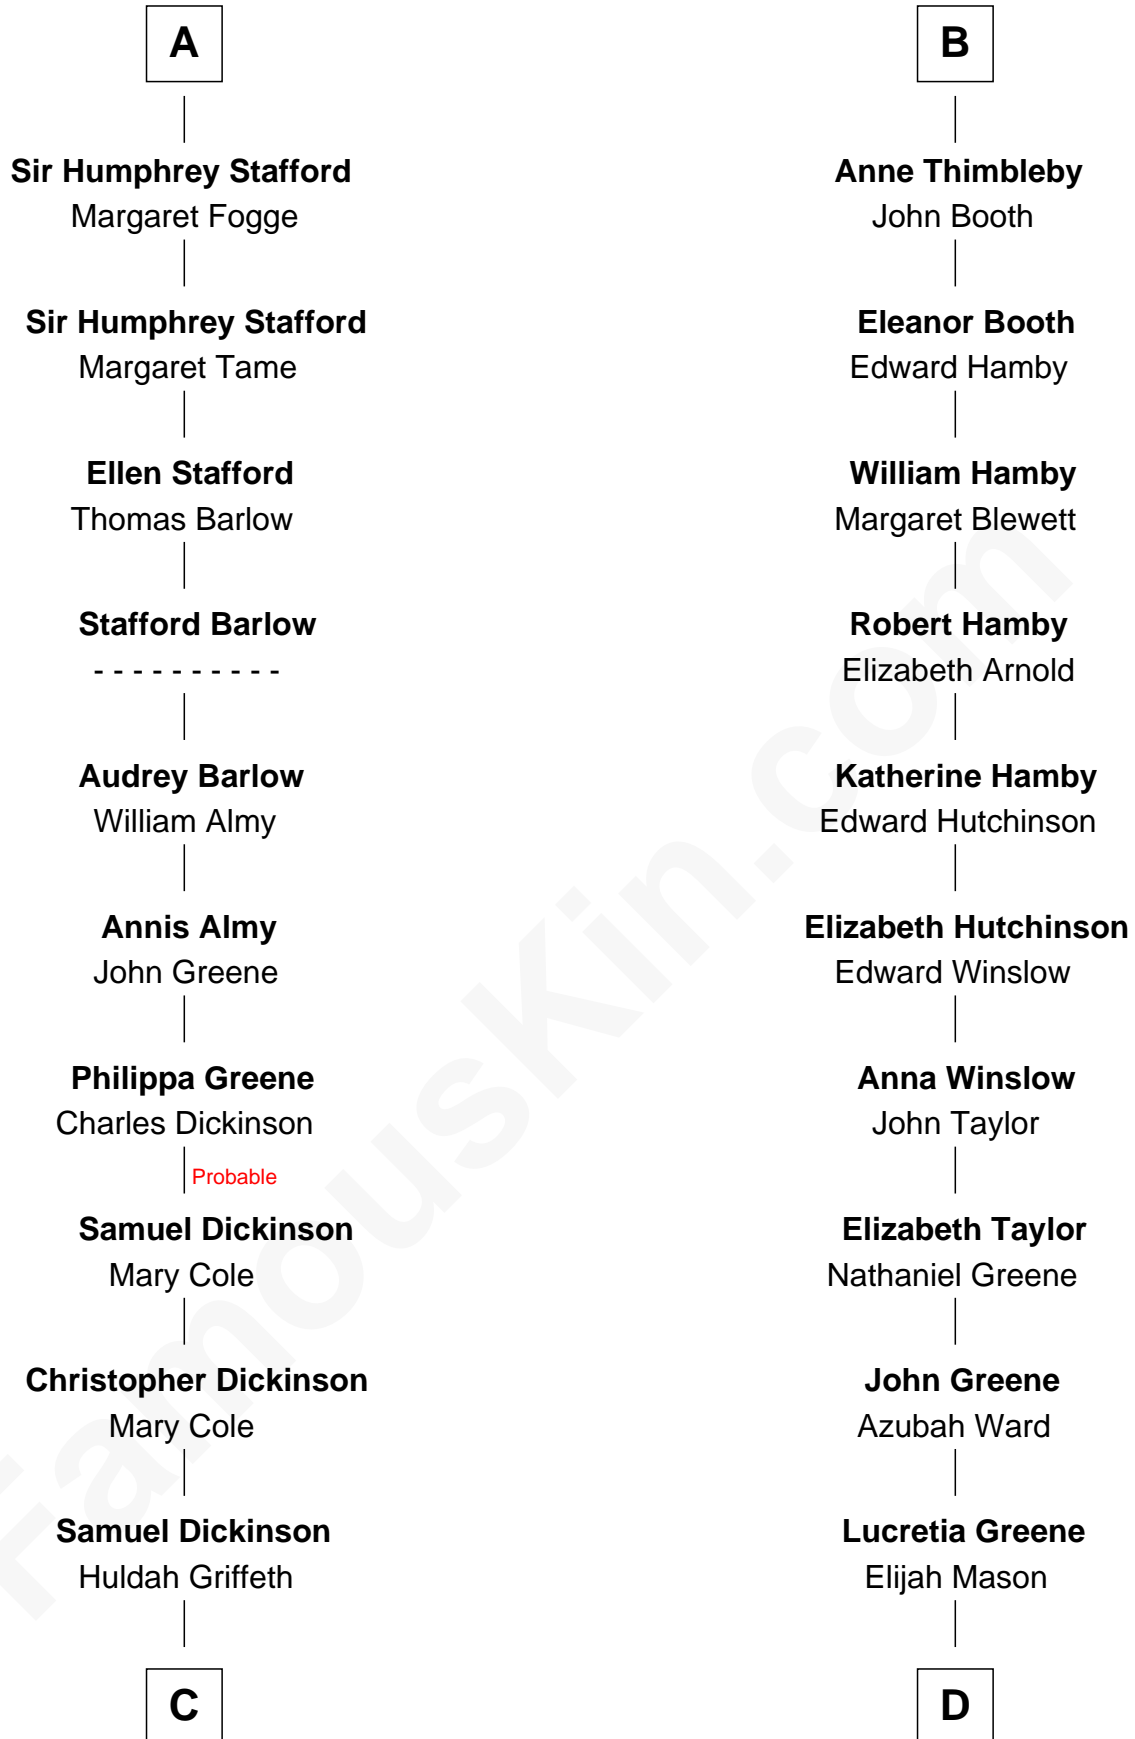 A
Sir Humphrey Stafford
Margaret Fogge
Sir Humphrey Stafford
Margaret Tame
Ellen Stafford
Thomas Barlow
Stafford Barlow
- - - - - - - - - -
Audrey Barlow
William Almy
Annis Almy
John Greene
Philippa Greene
Charles Dickinson
Probable
Samuel Dickinson
Mary Cole
Christopher Dickinson
Mary Cole
Samuel Dickinson
Huldah Griffeth
C
B
Anne Thimbleby
John Booth
Eleanor Booth
Edward Hamby
William Hamby
Margaret Blewett
Robert Hamby
Elizabeth Arnold
Katherine Hamby
Edward Hutchinson
Elizabeth Hutchinson
Edward Winslow
Anna Winslow
John Taylor
Elizabeth Taylor
Nathaniel Greene
John Greene
Azubah Ward
Lucretia Greene
Elijah Mason
D
FamousKin.com